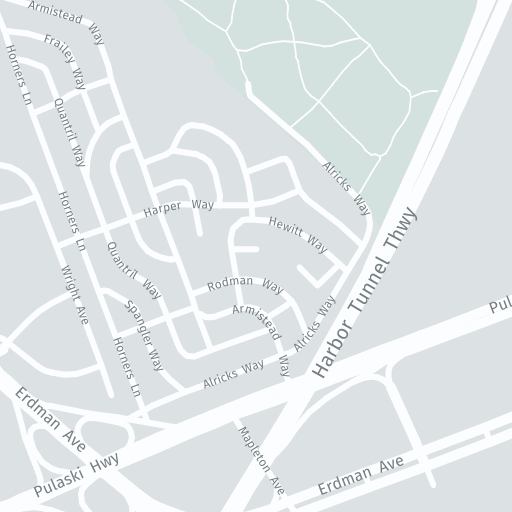 Armistead Way
Frailey Way
Horners Ln
Quantril Way
Alricks Way
Horners Ln
Harper Way
Hewitt Way
Harbor Tunnel Thwy
Quantril Way
Wright Ave
Rodman Way
Spangler Way
Armistead Way
Alricks Way
Pul
Horners Ln
Alricks Way
Erdman Ave
Mapleton Ave
Pulaski Hwy
Erdman Ave